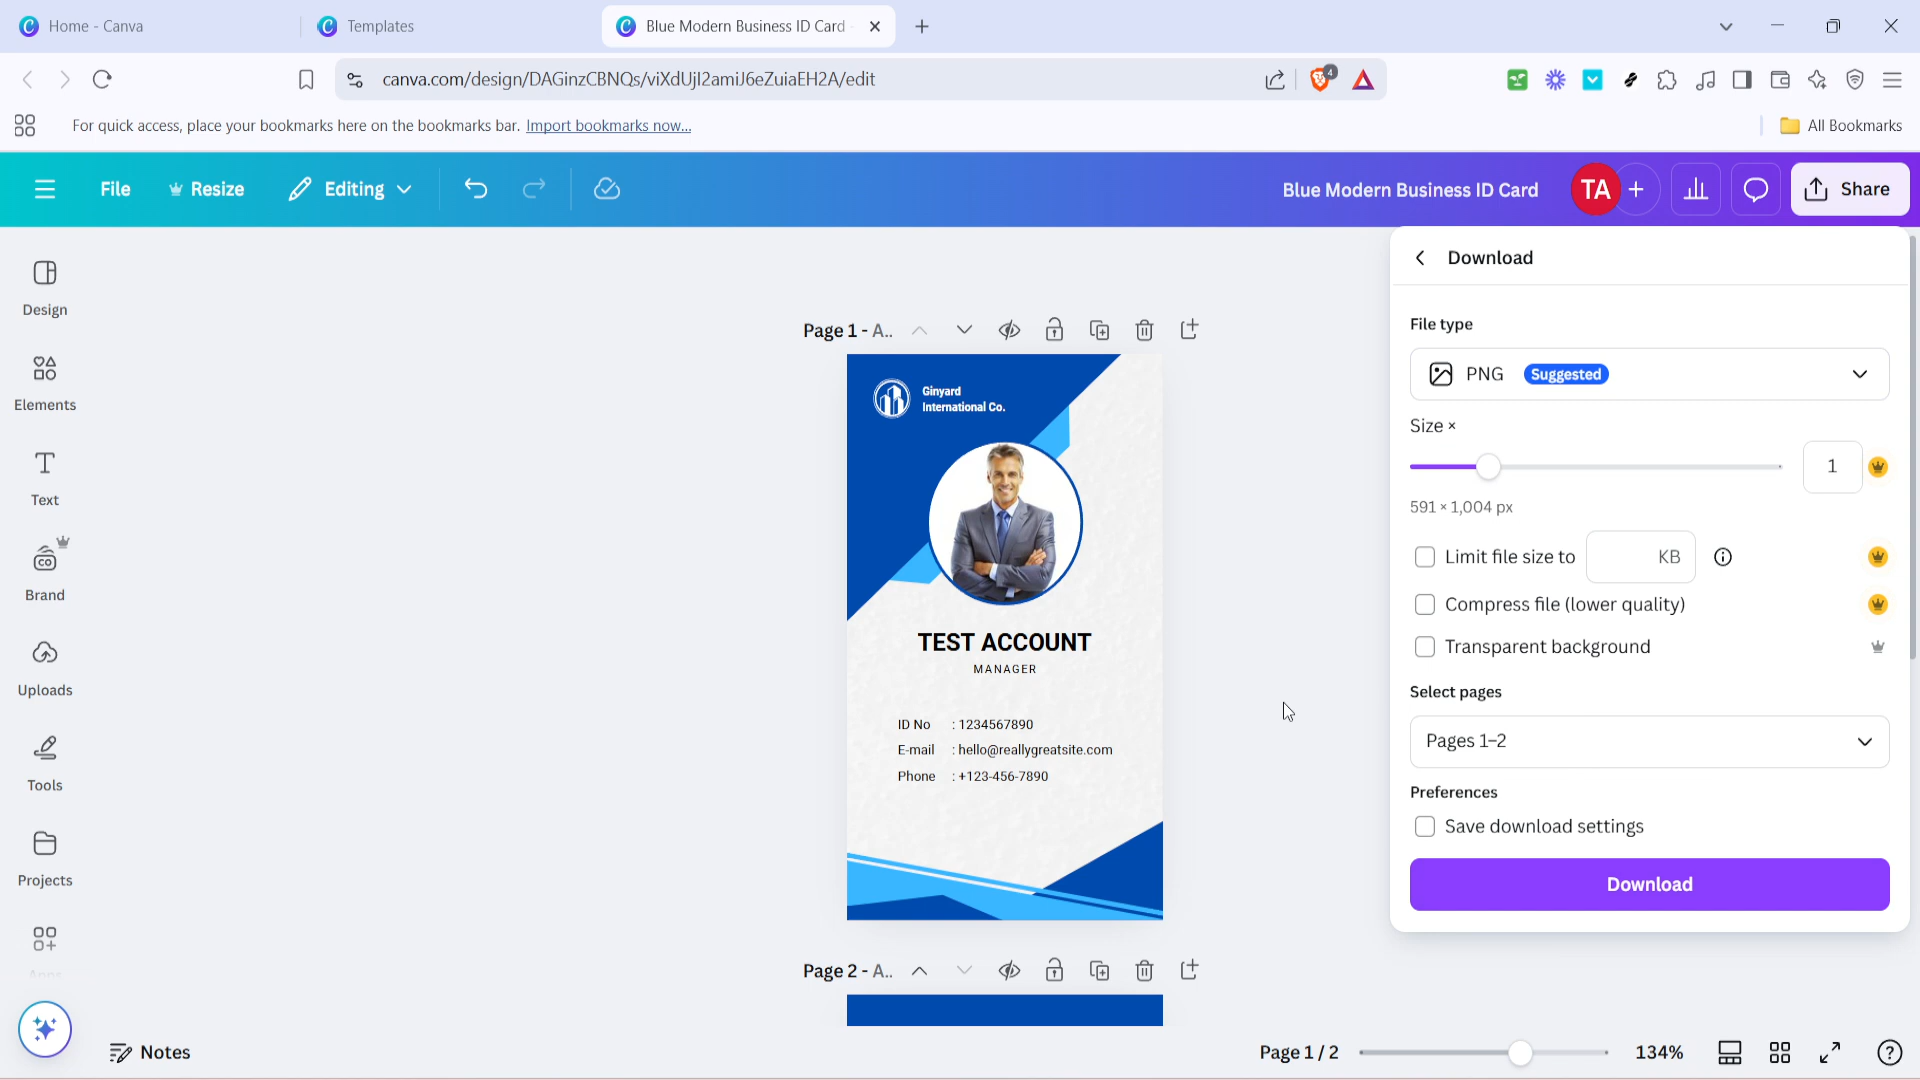 Home - Canva
Templates
Blue Modern Business ID Card -
canva.com/design/DAGinzCBNQs/viXdUjI2amiJ6eZuiaEH2A/edit
4
For quick access, place your bookmarks here on the bookmarks bar. Import bookmarks now...
All Bookmarks
File
Resize
Editing
Blue Modern Business ID Card
TA
Share
Design
Elements
Text
CO
Brand
Uploads
Tools
Projects
Apps
Page 1 - A..
Ginyard
International Co.
TEST ACCOUNT
MANAGER
ID No : 1234567890
E-mail : hello@reallygreatsite.com
Phone : +123-456-7890
Page 2 - A..
Download
File type
PNG Suggested
Size ×
1
591 × 1,004 px
Limit file size to KB
Compress file (lower quality)
Transparent background
Select pages
Pages 1–2
Preferences
Save download settings
Download
Notes
Page 1 / 2
134%